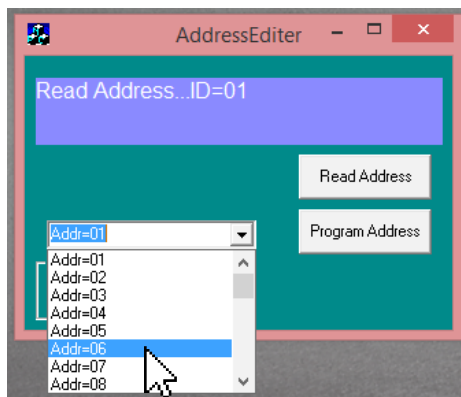 AddressEditer
Read Address...ID=01
Read Address
Program Address
Addr=01
Addr=01
Addr=02
Addr=03
Addr=04
Addr=05
Addr=06
Addr=07
Addr=08